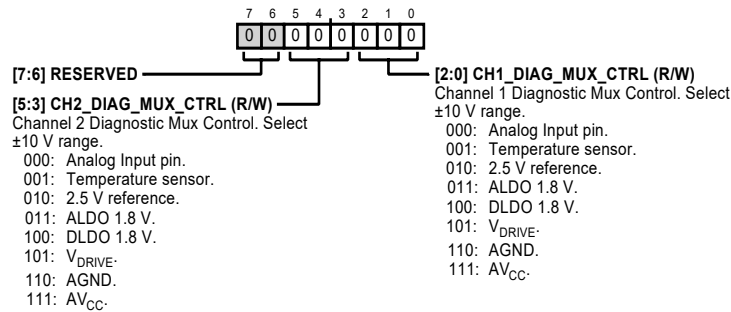 7 6 5 4 3 2 1 0
0 0 0 0 0 0 0 0
[7:6] RESERVED
[5:3] CH2_DIAG_MUX_CTRL (R/W)
Channel 2 Diagnostic Mux Control. Select
±10 V range.
000: Analog Input pin.
001: Temperature sensor.
010: 2.5 V reference.
011: ALDO 1.8 V.
100: DLDO 1.8 V.
101: VDRIVE.
110: AGND.
111: AVCC.
[2:0] CH1_DIAG_MUX_CTRL (R/W)
Channel 1 Diagnostic Mux Control. Select
±10 V range.
000: Analog Input pin.
001: Temperature sensor.
010: 2.5 V reference.
011: ALDO 1.8 V.
100: DLDO 1.8 V.
101: VDRIVE.
110: AGND.
111: AVCC.